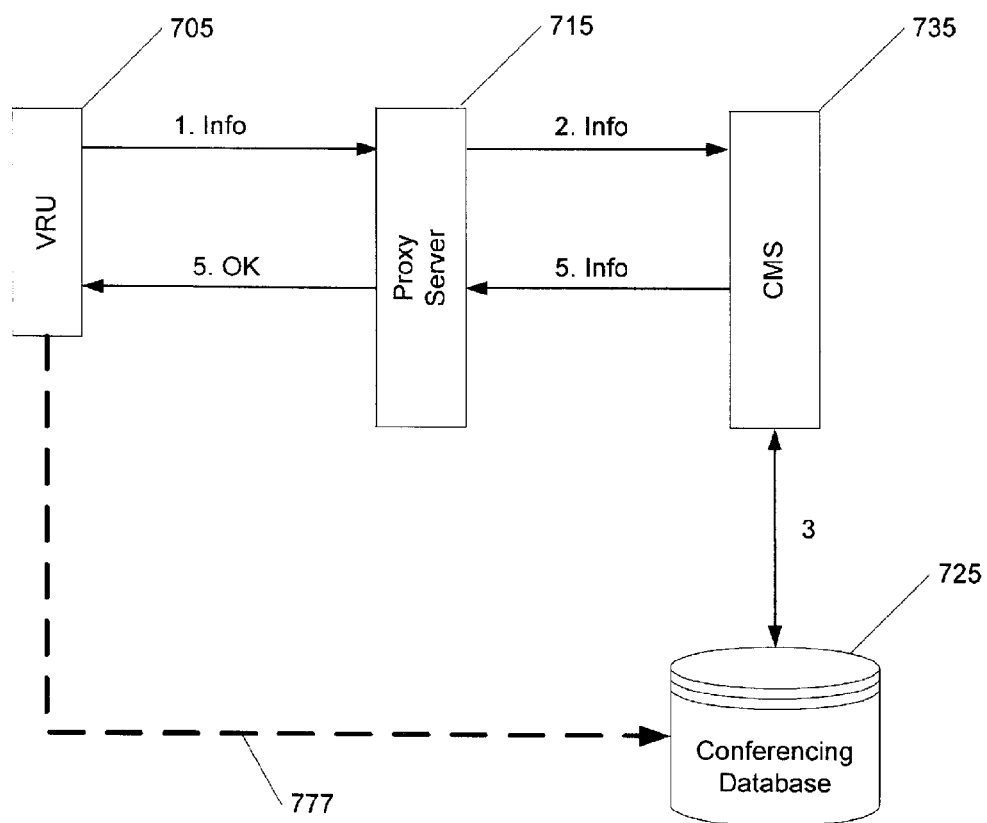 705
715
735
1. Info
2. Info
VRU
Proxy
Server
CMS
5. OK
5. Info
3
725
Conferencing
Database
777